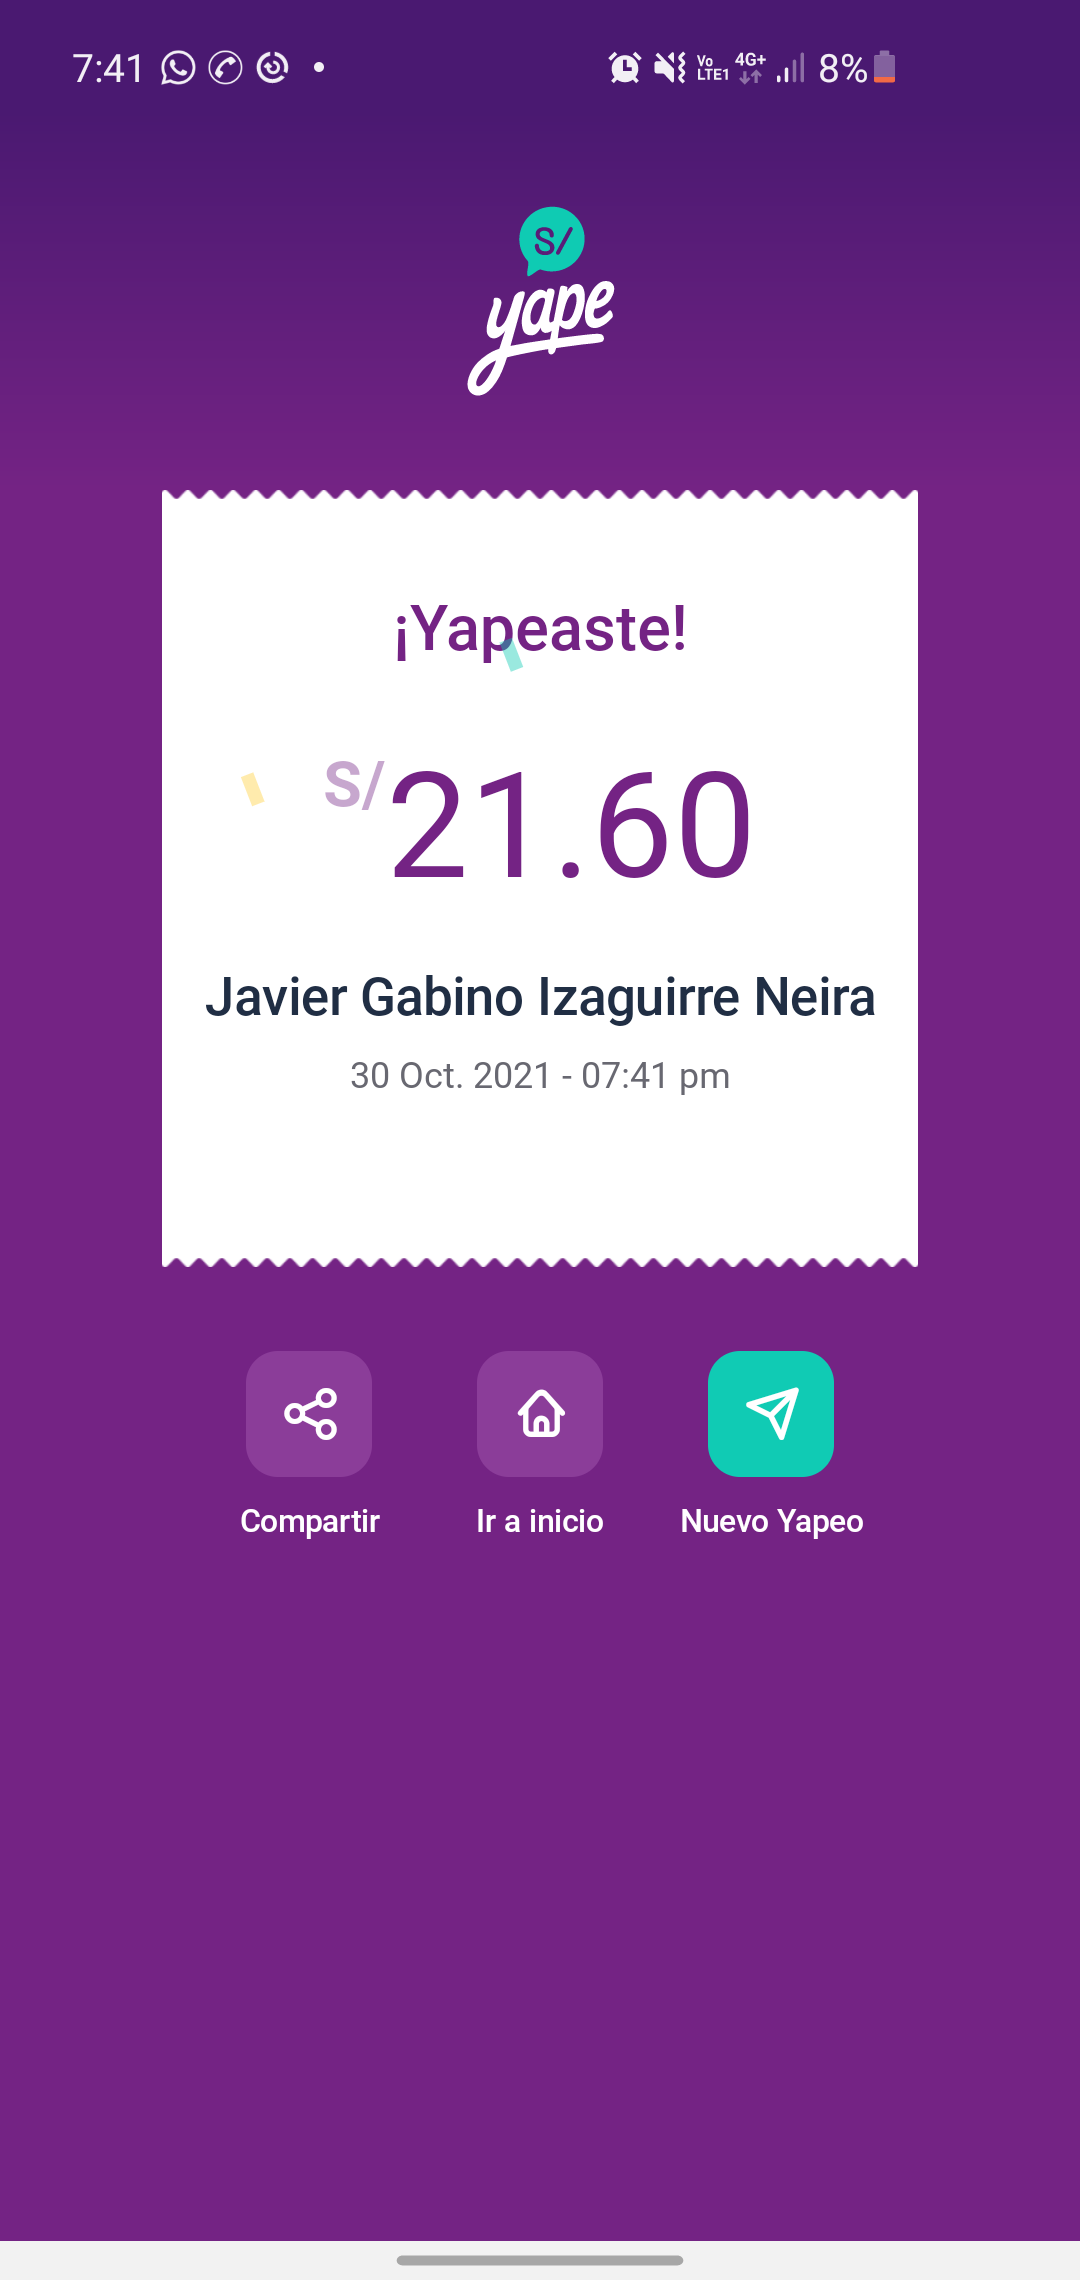 7:41
Vo LTE1 4G+ 8%
S/
yape
¡Yapeaste!
S/21.60
Javier Gabino Izaguirre Neira
30 Oct. 2021 - 07:41 pm
Compartir Ir a inicio Nuevo Yapeo